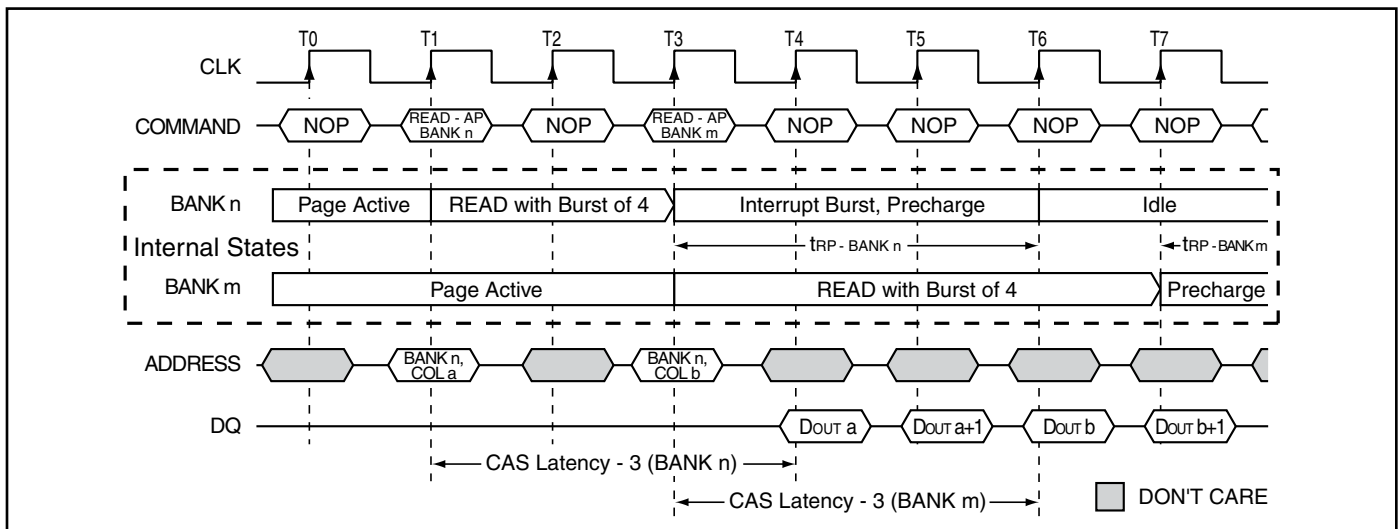 T0 T1 T2 T3 T4 T5 T6 T7
CLK
COMMAND NOP READ - AP BANK n NOP READ - AP BANK m NOP NOP NOP NOP
BANK n Page Active READ with Burst of 4 Interrupt Burst, Precharge Idle
Internal States tRP - BANK n tRP - BANK m
BANK m Page Active READ with Burst of 4 Precharge
ADDRESS BANK n, COL a BANK n, COL b
DQ DOUT a DOUT a+1 DOUT b DOUT b+1
CAS Latency - 3 (BANK n)
CAS Latency - 3 (BANK m) DON'T CARE